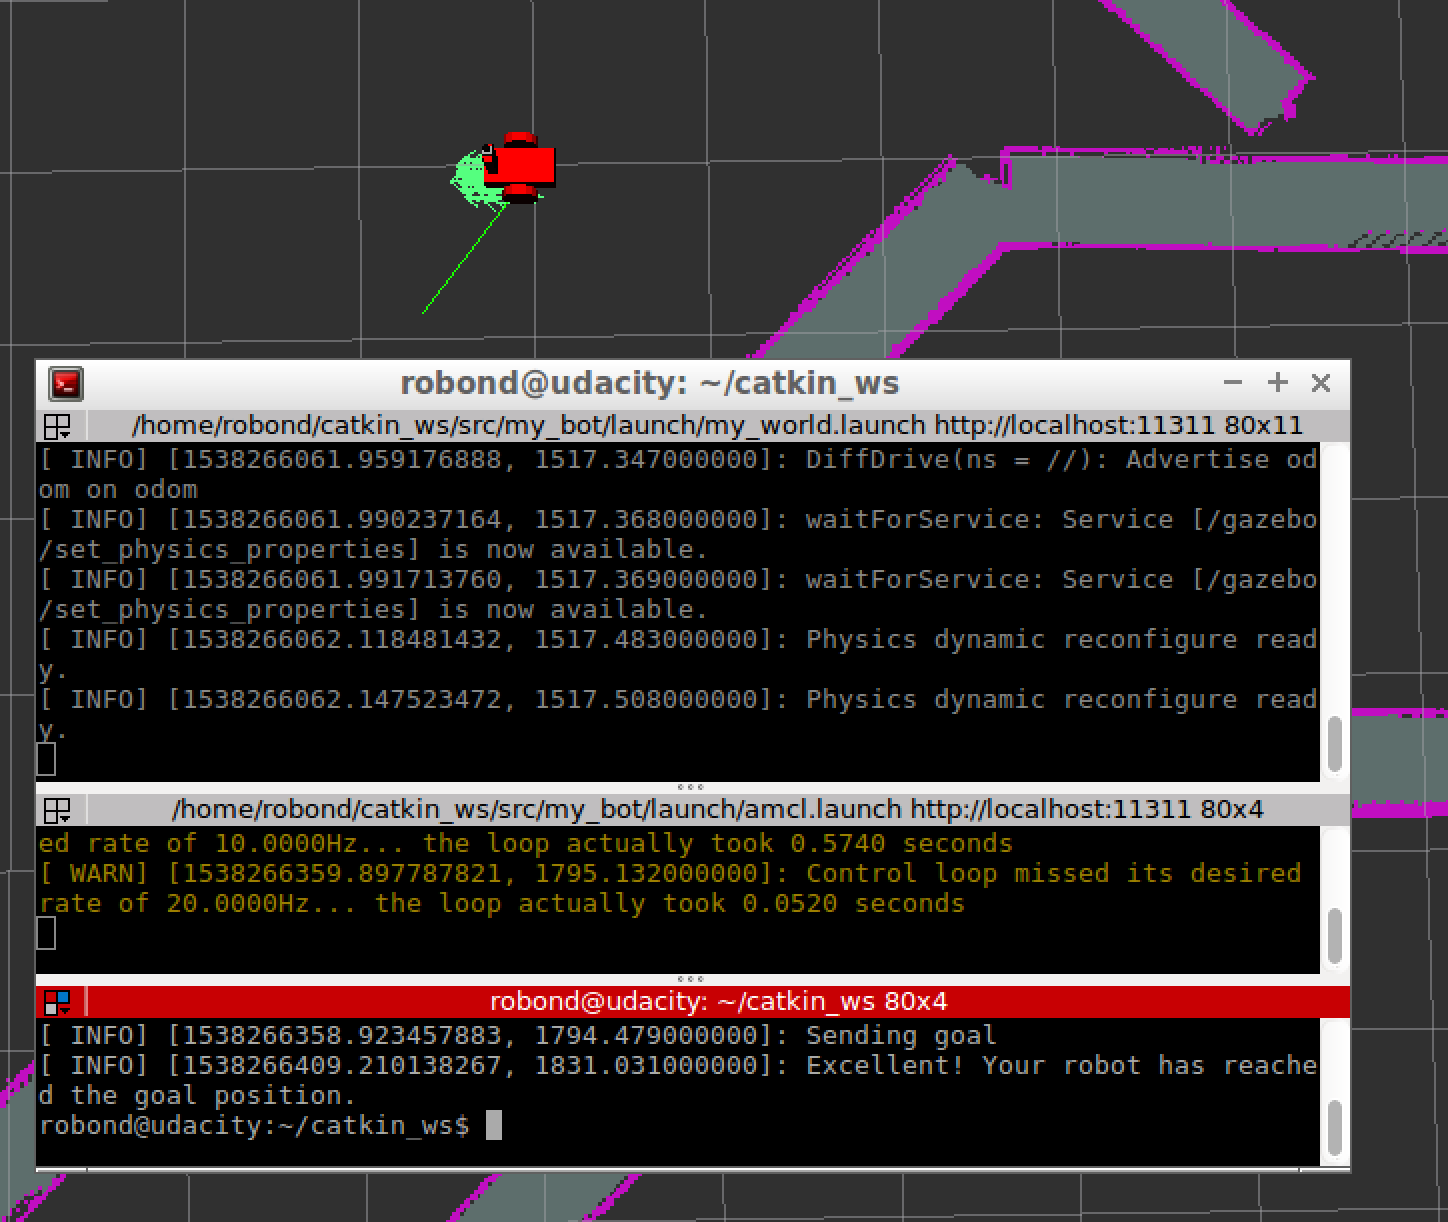 robond@udacity: ~/catkin_ws
/home/robond/catkin_ws/src/my_bot/launch/my_world.launch http://localhost:11311 80x11
[ INFO] [1538266061.959176888, 1517.347000000]: DiffDrive(ns = //): Advertise od
om on odom
[ INFO] [1538266061.990237164, 1517.368000000]: waitForService: Service [/gazebo
/set_physics_properties] is now available.
[ INFO] [1538266061.991713760, 1517.369000000]: waitForService: Service [/gazebo
/set_physics_properties] is now available.
[ INFO] [1538266062.118481432, 1517.483000000]: Physics dynamic reconfigure read
y.
[ INFO] [1538266062.147523472, 1517.508000000]: Physics dynamic reconfigure read
y.
/home/robond/catkin_ws/src/my_bot/launch/amcl.launch http://localhost:11311 80x4
ed rate of 10.0000Hz... the loop actually took 0.5740 seconds
[ WARN] [1538266359.897787821, 1795.132000000]: Control loop missed its desired
rate of 20.0000Hz... the loop actually took 0.0520 seconds
robond@udacity: ~/catkin_ws 80x4
[ INFO] [1538266358.923457883, 1794.479000000]: Sending goal
[ INFO] [1538266409.210138267, 1831.031000000]: Excellent! Your robot has reache
d the goal position.
robond@udacity:~/catkin_ws$